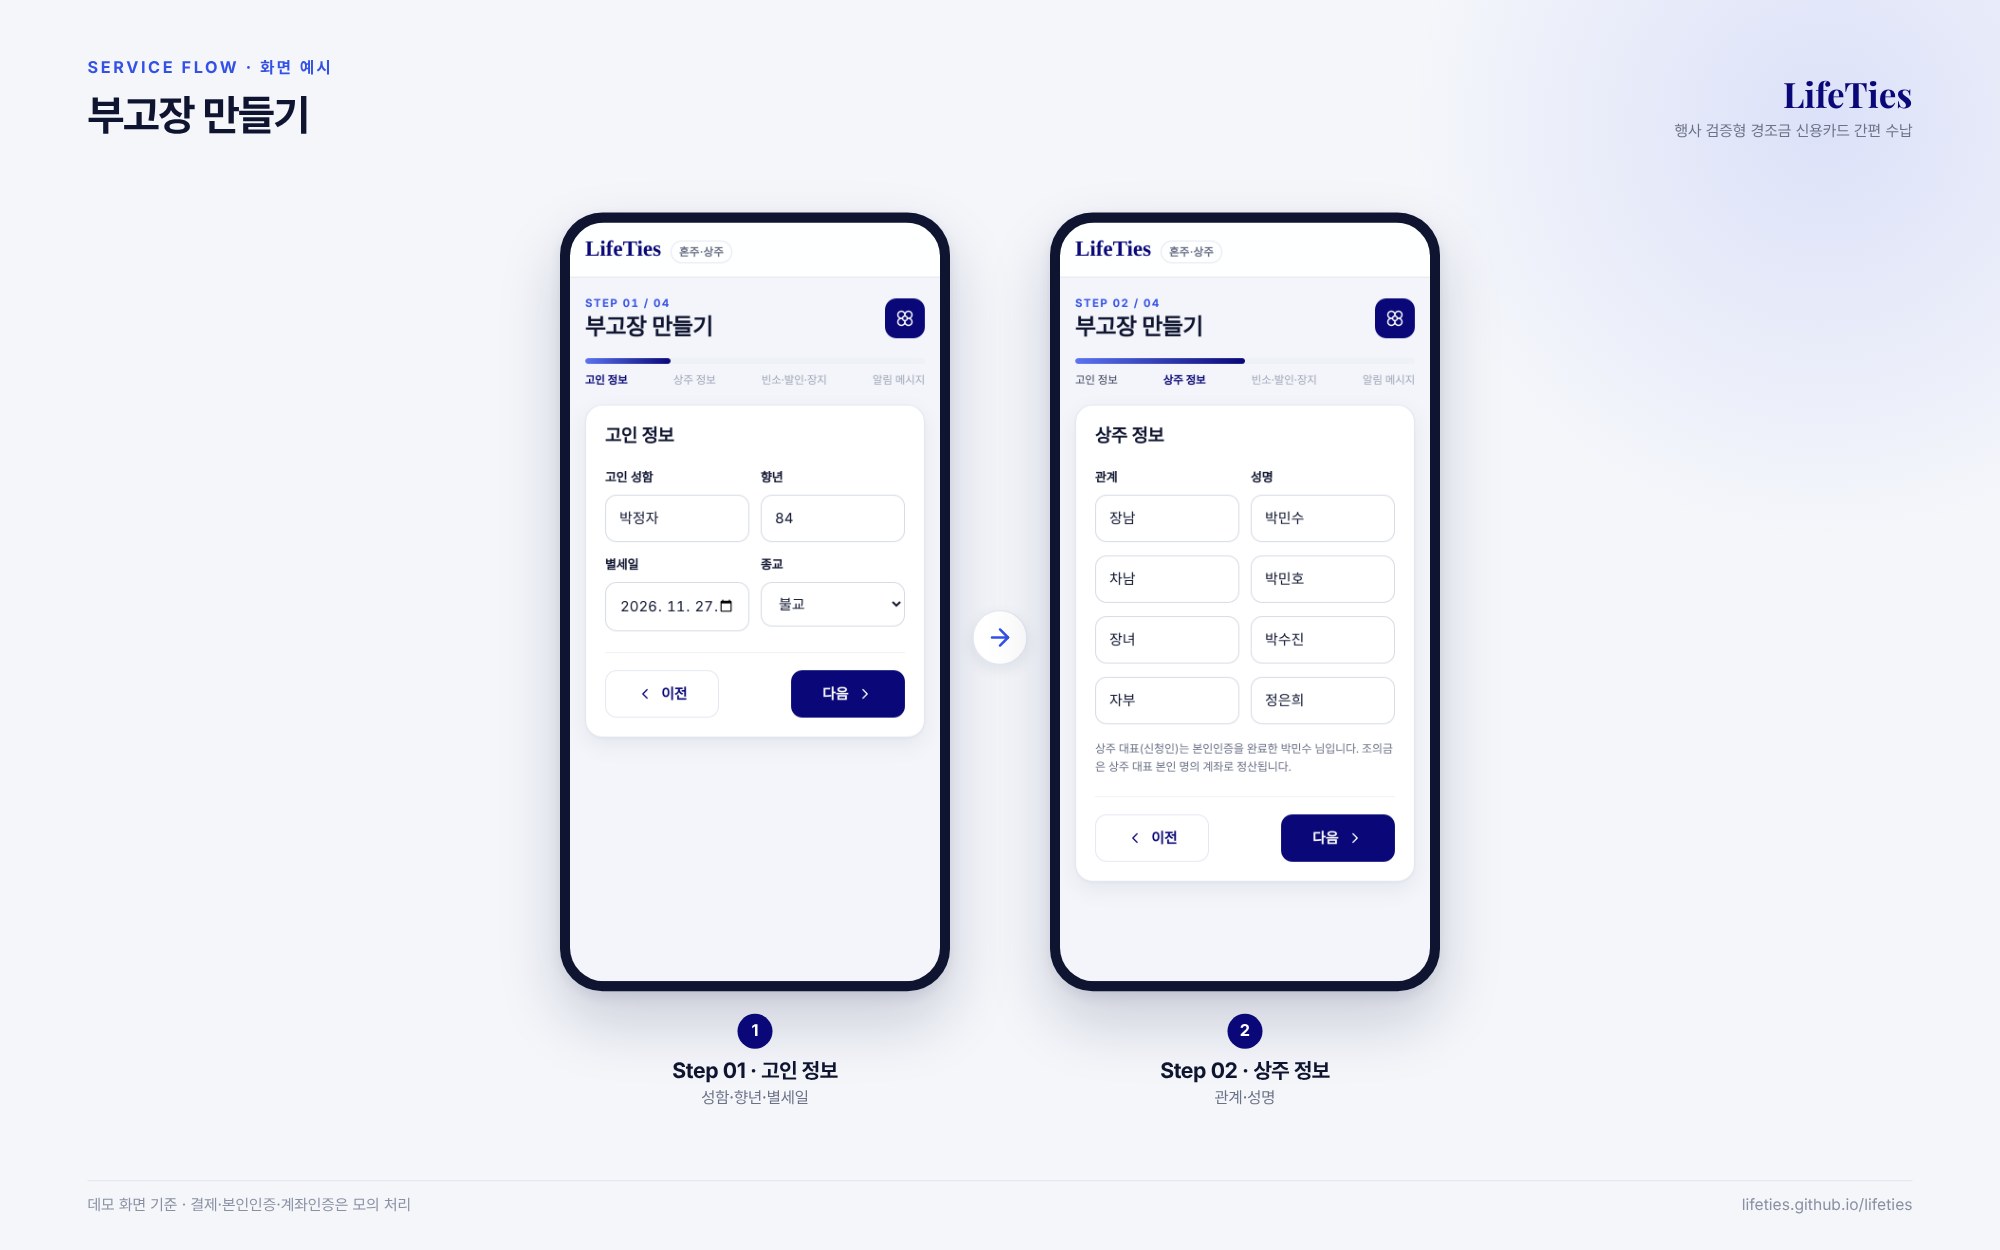 SERVICE FLOW · 화면 예시
부고장 만들기
LifeTies
행사 검증형 경조금 신용카드 간편 수납
LifeTies 혼주·상주
STEP 01 / 04
부고장 만들기
고인 정보 상주 정보 빈소·발인·장지 알림 메시지
고인 정보
고인 성함 향년
박정자 84
별세일 종교
2026. 11. 27. 불교
이전 다음
LifeTies 혼주·상주
STEP 02 / 04
부고장 만들기
고인 정보 상주 정보 빈소·발인·장지 알림 메시지
상주 정보
관계 성명
장남 박민수
차남 박민호
장녀 박수진
자부 정은희
상주 대표(신청인)는 본인인증을 완료한 박민수 님입니다. 조의금
은 상주 대표 본인 명의 계좌로 정산됩니다.
이전 다음
1
Step 01 · 고인 정보
성함·향년·별세일
2
Step 02 · 상주 정보
관계·성명
데모 화면 기준 · 결제·본인인증·계좌인증은 모의 처리
lifeties.github.io/lifeties